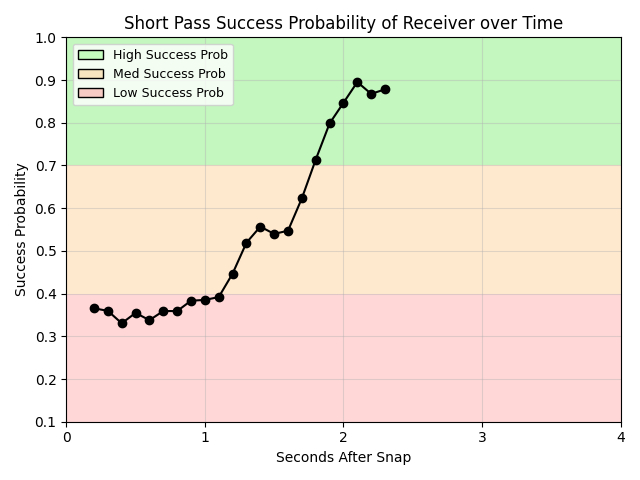 Short Pass Success Probability of Receiver over Time
High Success Prob
Med Success Prob
Low Success Prob
Success Probability
1.0
0.9
0.8
0.7
0.6
0.5
0.4
0.3
0.2
0.1
0 1 2 3 4
Seconds After Snap